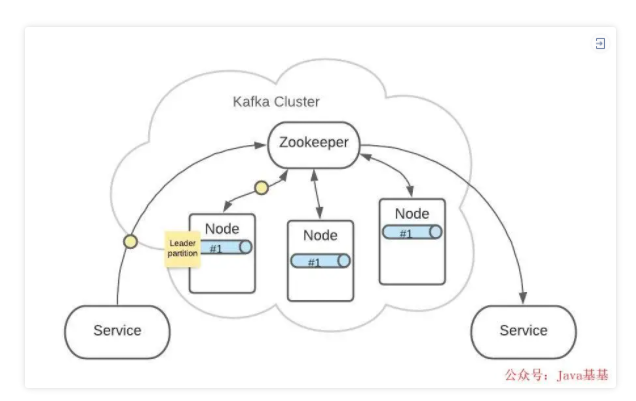 Kafka Cluster
Zookeeper
Node
#1
Leader
partition
Node
#1
Node
#1
Service
Service
公众号：Java基基